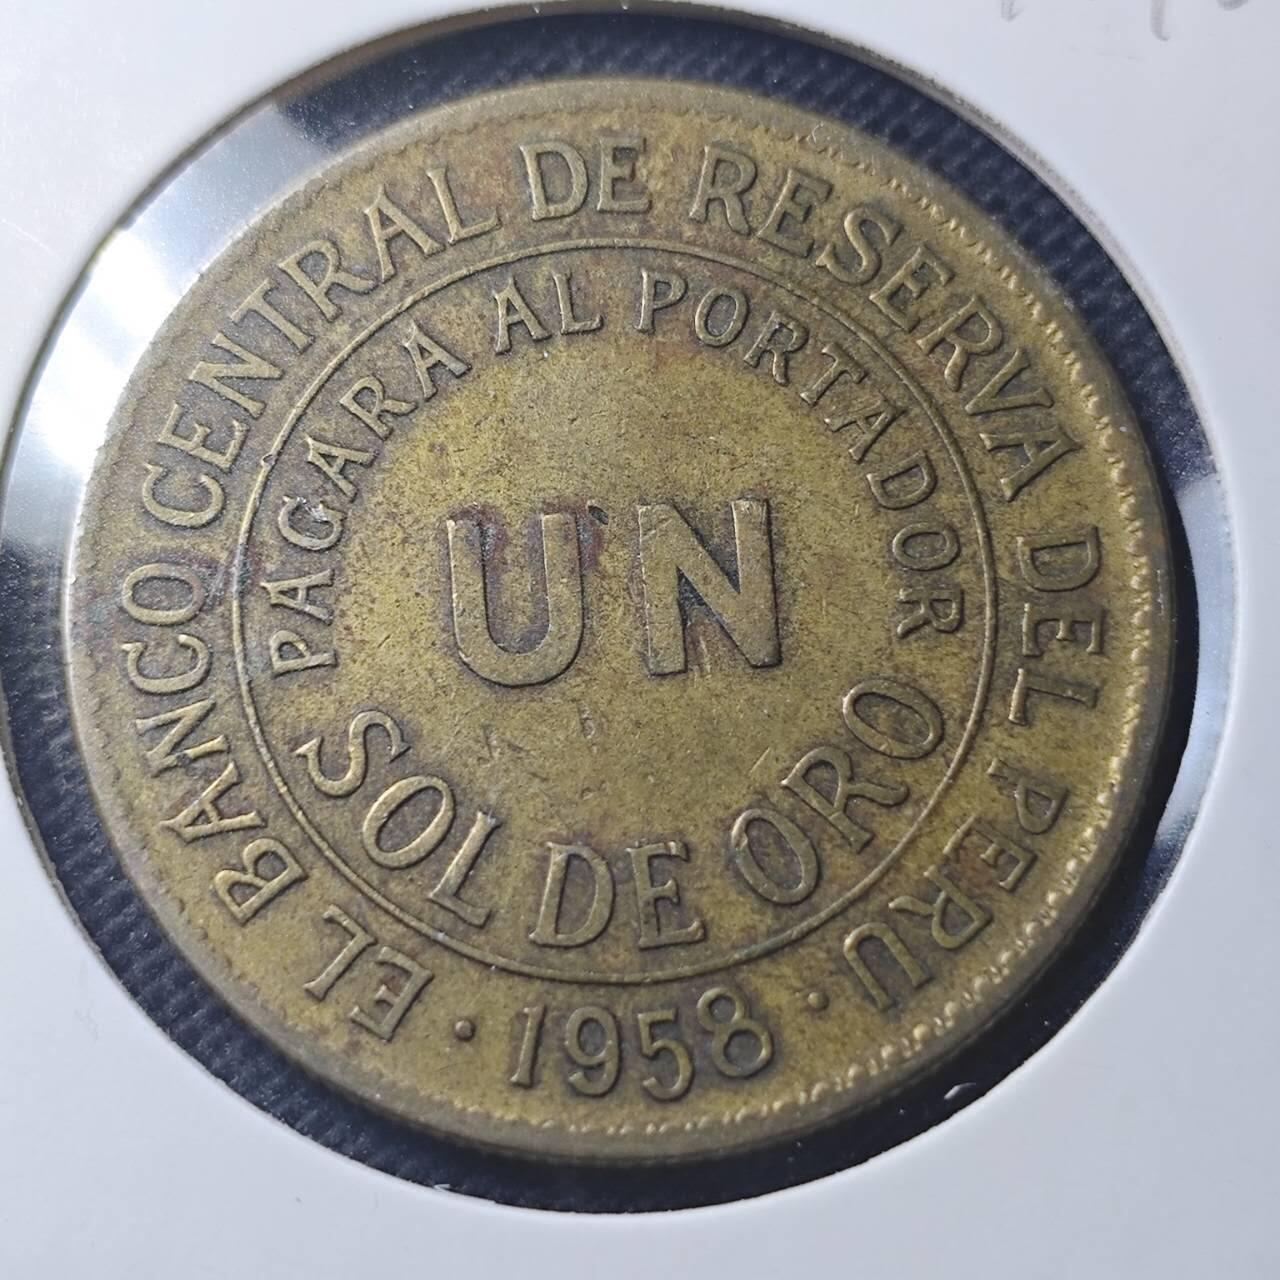 EL BANCO CENTRAL DE RESERVA DEL PERU
PAGARA AL PORTADOR
UN
SOL DE ORO
· 1958 ·